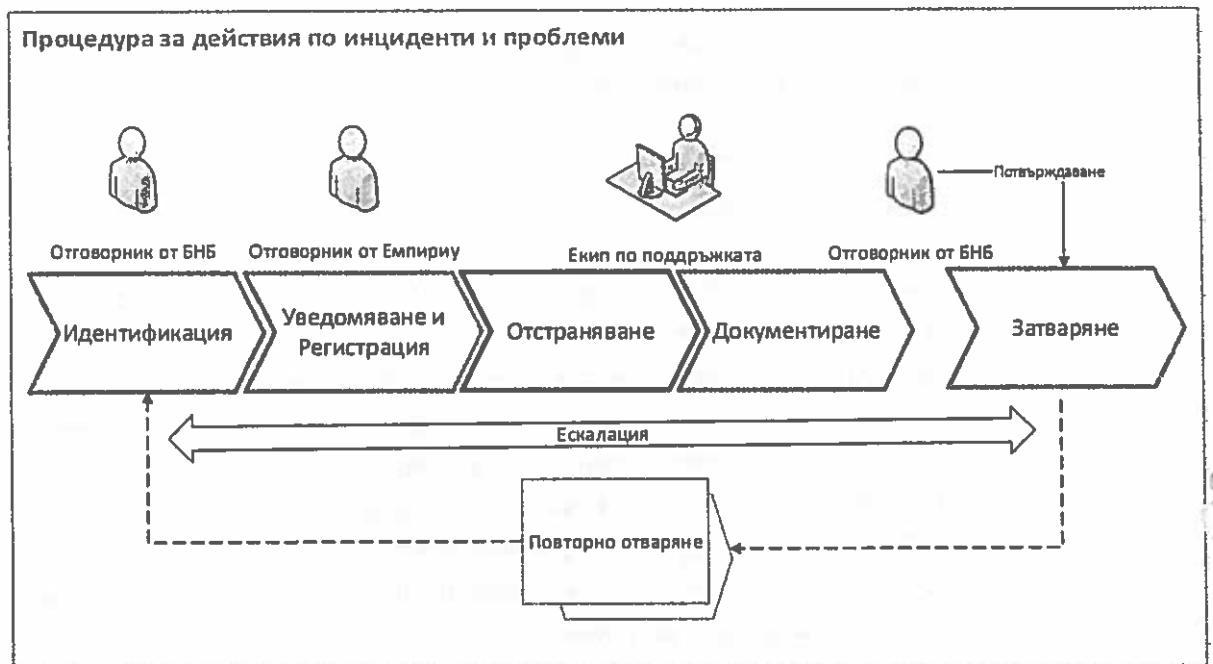 Процедура за действия по инциденти и проблеми
Потвърждаване
Отговорник от БНБ
Отговорник от Емпириу
Екип по поддръжката
Отговорник от БНБ
Идентификация
Уведомяване и
Регистрация
Отстраняване
Документиране
Затваряне
Ескалация
Повторно отваряне